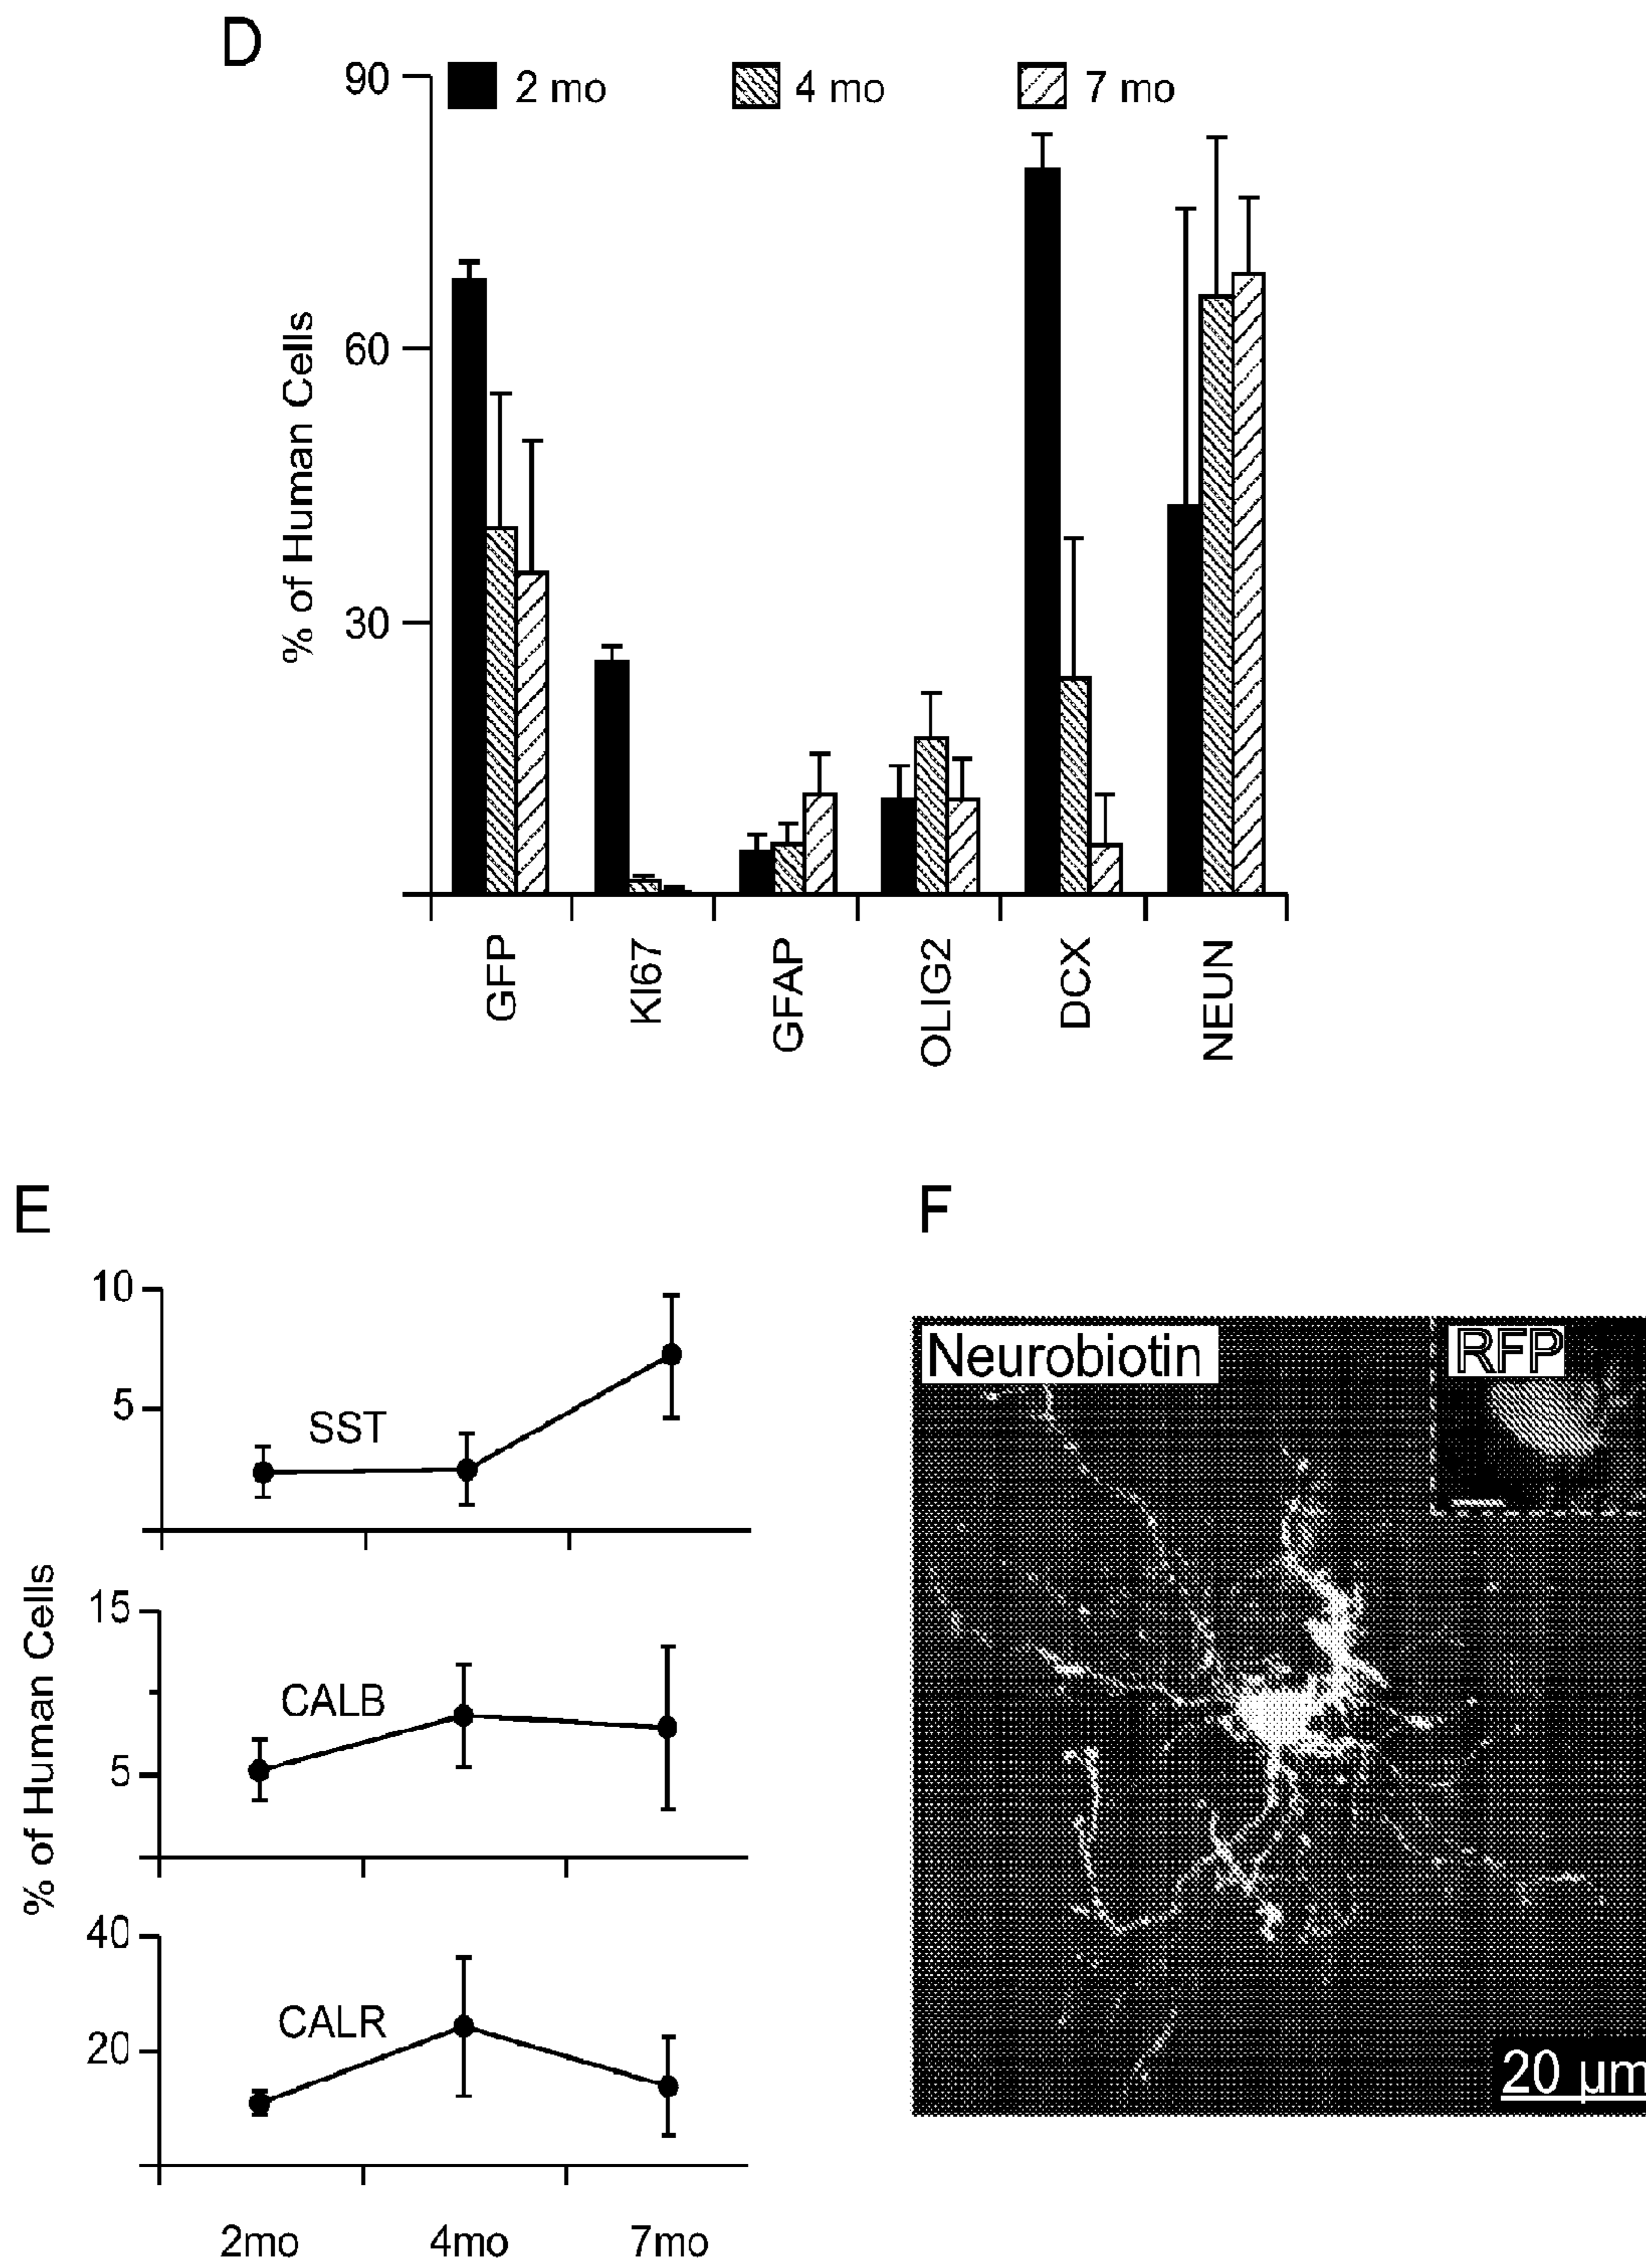 D
90
2 mo 4 mo 7 mo
60
30
% of Human Cells
GFP KI67 GFAP OLIG2 DCX NEUN
E
10
5
SST
15
CALB
5
% of Human Cells
40
CALR
20
2mo 4mo 7mo
F
Neurobiotin RFP
20 µm